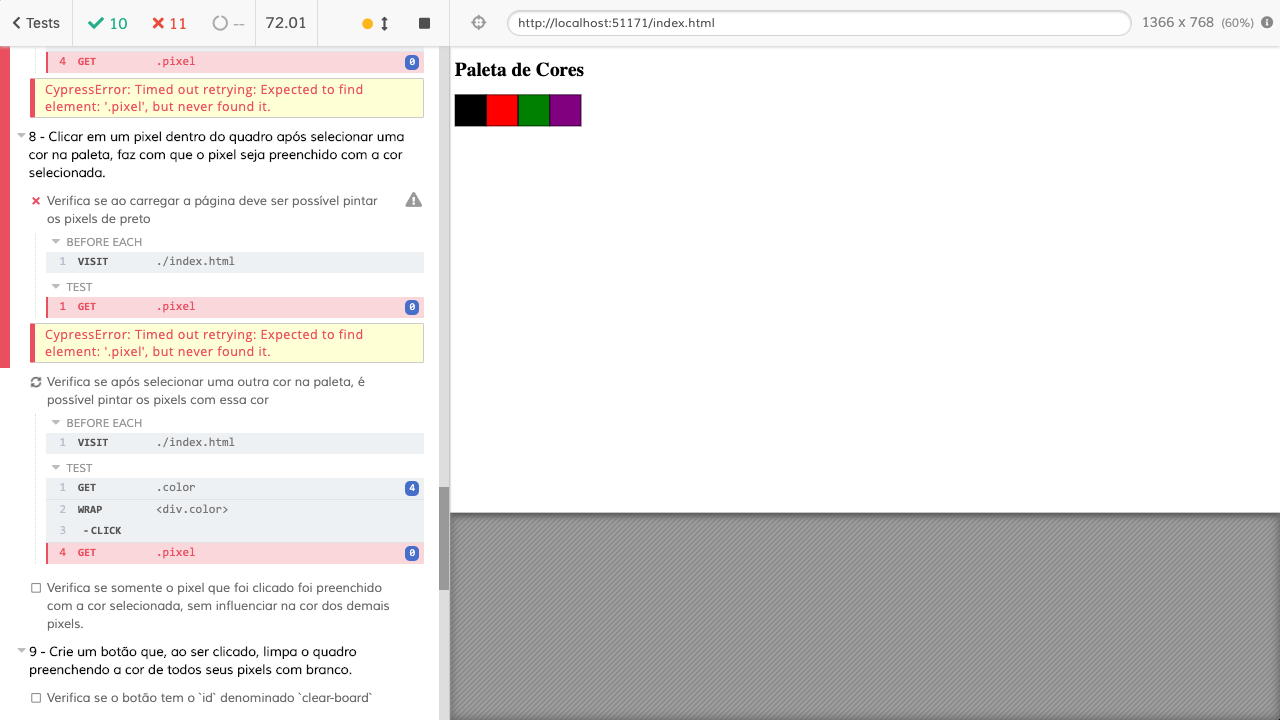 Tests 10 11 -- 72.01 http://localhost:51171/index.html 1366 x 768 (60%)
4 GET .pixel 0
CypressError: Timed out retrying: Expected to find
element: '.pixel', but never found it.
8 - Clicar em um pixel dentro do quadro após selecionar uma
cor na paleta, faz com que o pixel seja preenchido com a cor
selecionada.
Verifica se ao carregar a página deve ser possível pintar
os pixels de preto
BEFORE EACH
1 VISIT ./index.html
TEST
1 GET .pixel 0
CypressError: Timed out retrying: Expected to find
element: '.pixel', but never found it.
Verifica se após selecionar uma outra cor na paleta, é
possível pintar os pixels com essa cor
BEFORE EACH
1 VISIT ./index.html
TEST
1 GET .color 4
2 WRAP <div.color>
3 -CLICK
4 GET .pixel 0
Verifica se somente o pixel que foi clicado foi preenchido
com a cor selecionada, sem influenciar na cor dos demais
pixels.
9 - Crie um botão que, ao ser clicado, limpa o quadro
preenchendo a cor de todos seus pixels com branco.
Verifica se o botão tem o `id` denominado `clear-board`
Paleta de Cores